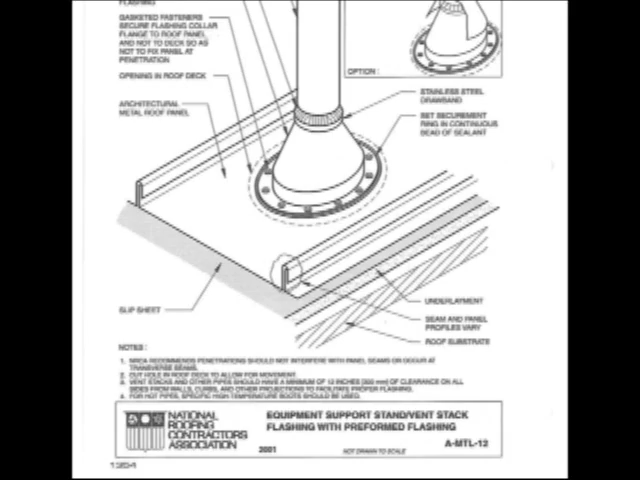 FLASHING
GASKETED FASTENERS
SECURE FLASHING COLLAR
FLANGE TO ROOF PANEL
AND NOT TO DECK SO AS
NOT TO FIX PANEL AT
PENETRATION
OPENING IN ROOF DECK
ARCHITECTURAL
METAL ROOF PANEL
OPTION :
STAINLESS STEEL
DRAWBAND
SET SECUREMENT
RING IN CONTINUOUS
BEAD OF SEALANT
SLIP SHEET
UNDERLAYMENT
SEAM AND PANEL
PROFILES VARY
ROOF SUBSTRATE
NOTES :
1. NRCA RECOMMENDS PENETRATIONS SHOULD NOT INTERFERE WITH PANEL SEAMS OR OCCUR AT
TRANSVERSE SEAMS.
2. CUT HOLE IN ROOF DECK TO ALLOW FOR MOVEMENT.
3. VENT STACKS AND OTHER PIPES SHOULD HAVE A MINIMUM OF 12 INCHES (300 mm) OF CLEARANCE ON ALL
SIDES FROM WALLS, CURBS, AND OTHER PROJECTIONS TO FACILITATE PROPER FLASHING.
4. FOR HOT PIPES, SPECIFIC HIGH TEMPERATURE BOOTS SHOULD BE USED.
NATIONAL
ROOFING
CONTRACTORS
ASSOCIATION
2001
EQUIPMENT SUPPORT STAND/VENT STACK
FLASHING WITH PREFORMED FLASHING
NOT DRAWN TO SCALE
A-MTL-12
1264